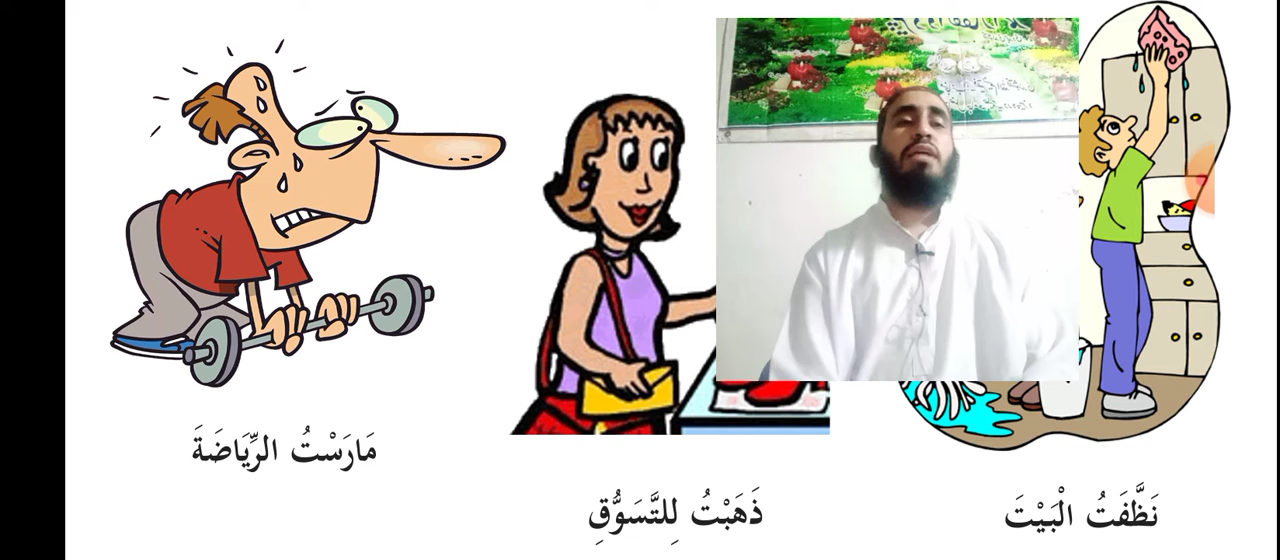 نَظَّفَتُ الْبَيْتَ
ذَهَبْتُ لِلتَّسَوُّقِ
مَارَسْتُ الرِّيَاضَةَ